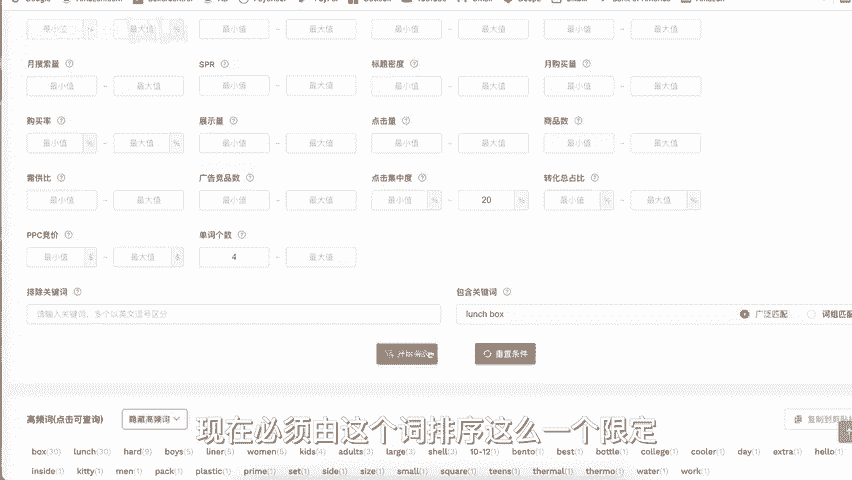 最小值 % - 最大值 % 最小值 - 最大值 最小值 - 最大值 最小值 - 最大值
月搜索量 SPR 标题密度 月购买量
最小值 - 最大值 最小值 - 最大值 最小值 - 最大值 最小值 - 最大值
购买率 展示量 点击量 商品数
最小值 % - 最大值 % 最小值 - 最大值 最小值 - 最大值 最小值 - 最大值
需供比 广告竞品数 点击集中度 转化总占比
最小值 - 最大值 最小值 - 最大值 最小值 % - 20 % 最小值 % - 最大值 %
PPC竞价 单词个数
最小值 $ - 最大值 $ 4 - 最大值
排除关键词 包含关键词
请输入关键词，多个以英文逗号区分 lunch box 广泛匹配 词组匹配
重置条件
高频词(点击可查询) 隐藏高频词 复制到剪贴
现在必须由这个词排序这么一个限定
box(30) lunch(30) hard(9) boys(5) liner(5) women(5) kids(4) adults(3) large(3) shell(3) 10-12(1) bento(1) best(1) bottle(1) college(1) cooler(1) day(1) extra(1) hello(1)
inside(1) kitty(1) men(1) pack(1) plastic(1) prime(1) set(1) side(1) size(1) small(1) square(1) teens(1) thermal(1) thermo(1) water(1) work(1)